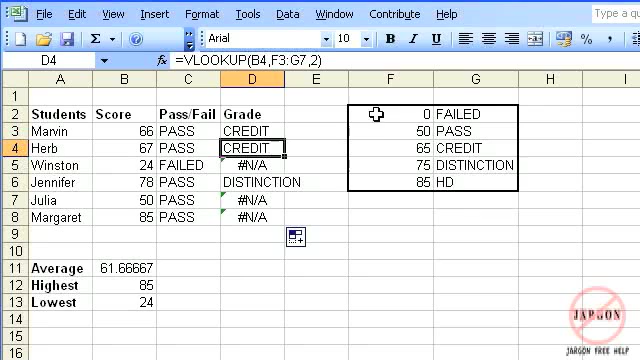 File Edit View Insert Format Tools Data Window Help Type a qu
Arial 10 B I U
D4 fx =VLOOKUP(B4,F3:G7,2)
A B C D E F G H
1
2 Students Score Pass/Fail Grade 0 FAILED
3 Marvin 66 PASS CREDIT 50 PASS
4 Herb 67 PASS CREDIT 65 CREDIT
5 Winston 24 FAILED #N/A 75 DISTINCTION
6 Jennifer 78 PASS DISTINCTION 85 HD
7 Julia 50 PASS #N/A
8 Margaret 85 PASS #N/A
9
10
11 Average 61.66667
12 Highest 85
13 Lowest 24
14
15
16
JARGON
JARGON FREE HELP